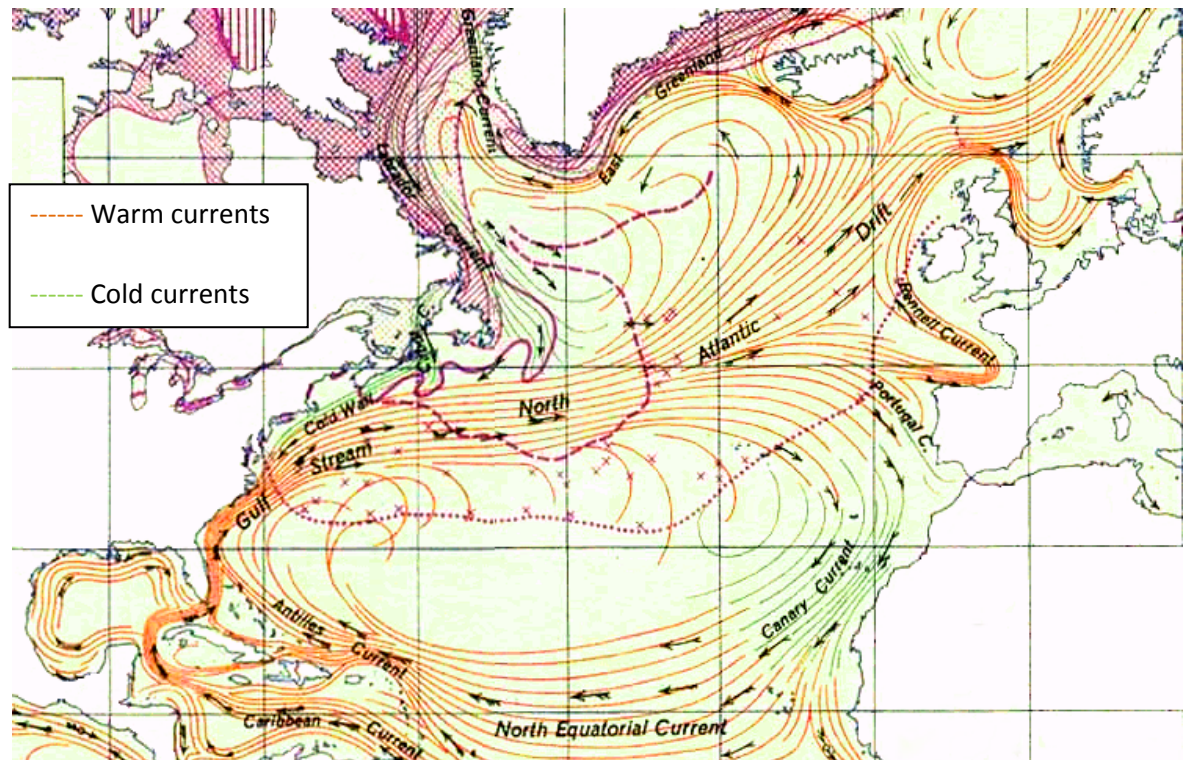 Greenland Current
Greenland
East
Labrador
Current
Warm currents
Cold currents
Drift
Rennell Current
Atlantic
North
Portugal C.
Cold Wall
Stream
Gulf
Canary Current
Antilles
Current
Caribbean
Current
North Equatorial Current